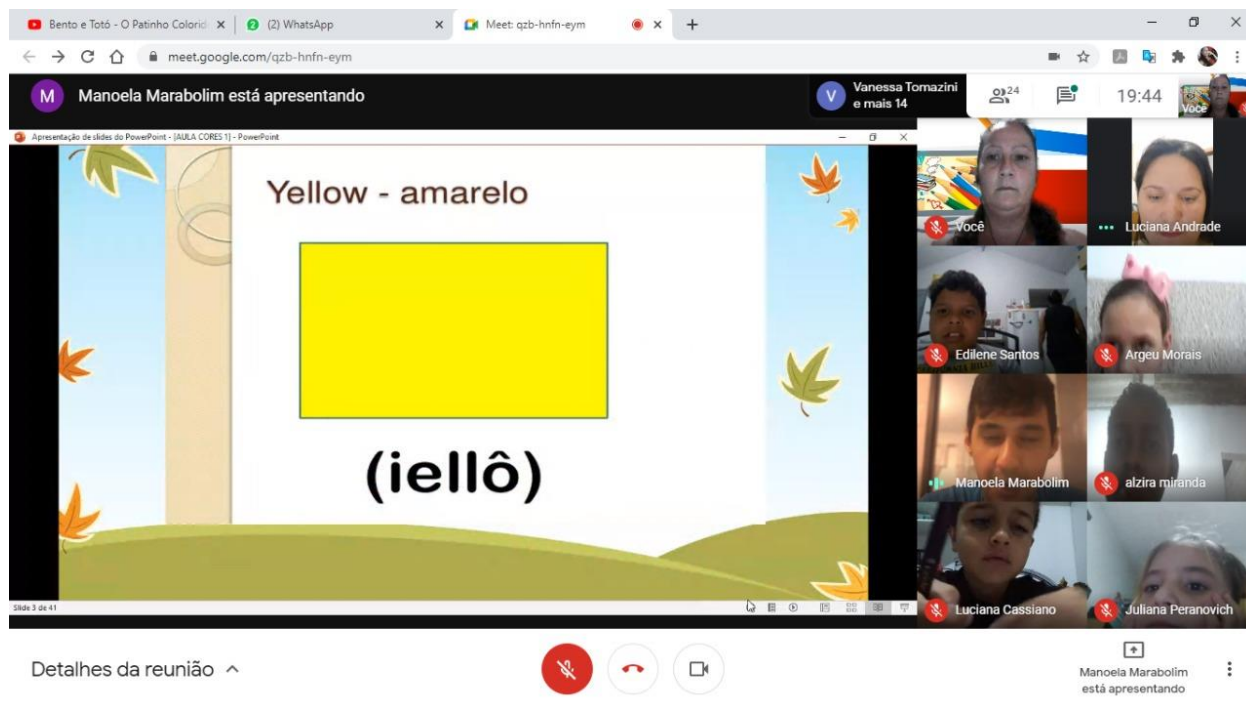 Bento e Totó - O Patinho Colorid
(2) WhatsApp
Meet: qzb-hnfn-eym
meet.google.com/qzb-hnfn-eym
M
Manoela Marabolim está apresentando
V
Vanessa Tomazini
e mais 14
24
19:44
Você
Apresentação de slides do PowerPoint - [AULA CORES 1] - PowerPoint
Yellow - amarelo
(iellô)
Slide 3 de 41
Você
Luciana Andrade
Edilene Santos
Argeu Morais
Manoela Marabolim
alzira miranda
Luciana Cassiano
Juliana Peranovich
Detalhes da reunião
Manoela Marabolim
está apresentando